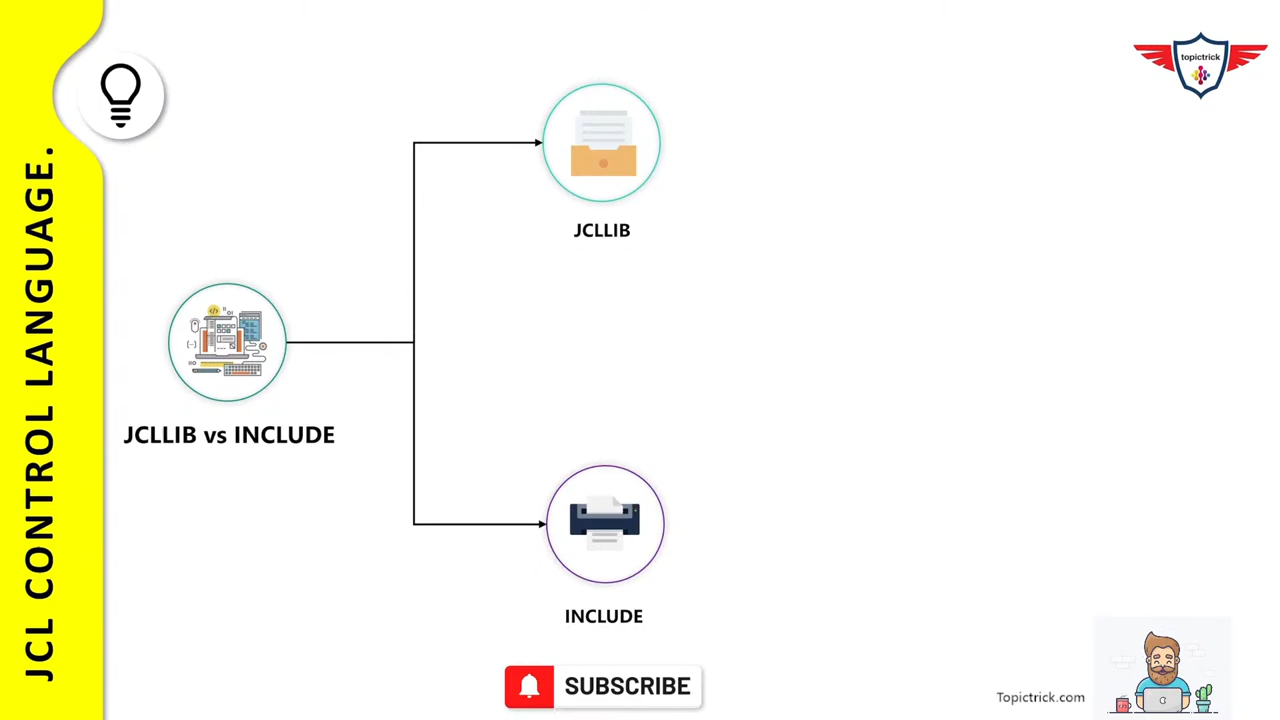 JCL CONTROL LANGUAGE.
topictrick
JCLLIB
JCLLIB vs INCLUDE
INCLUDE
SUBSCRIBE
Topictrick.com